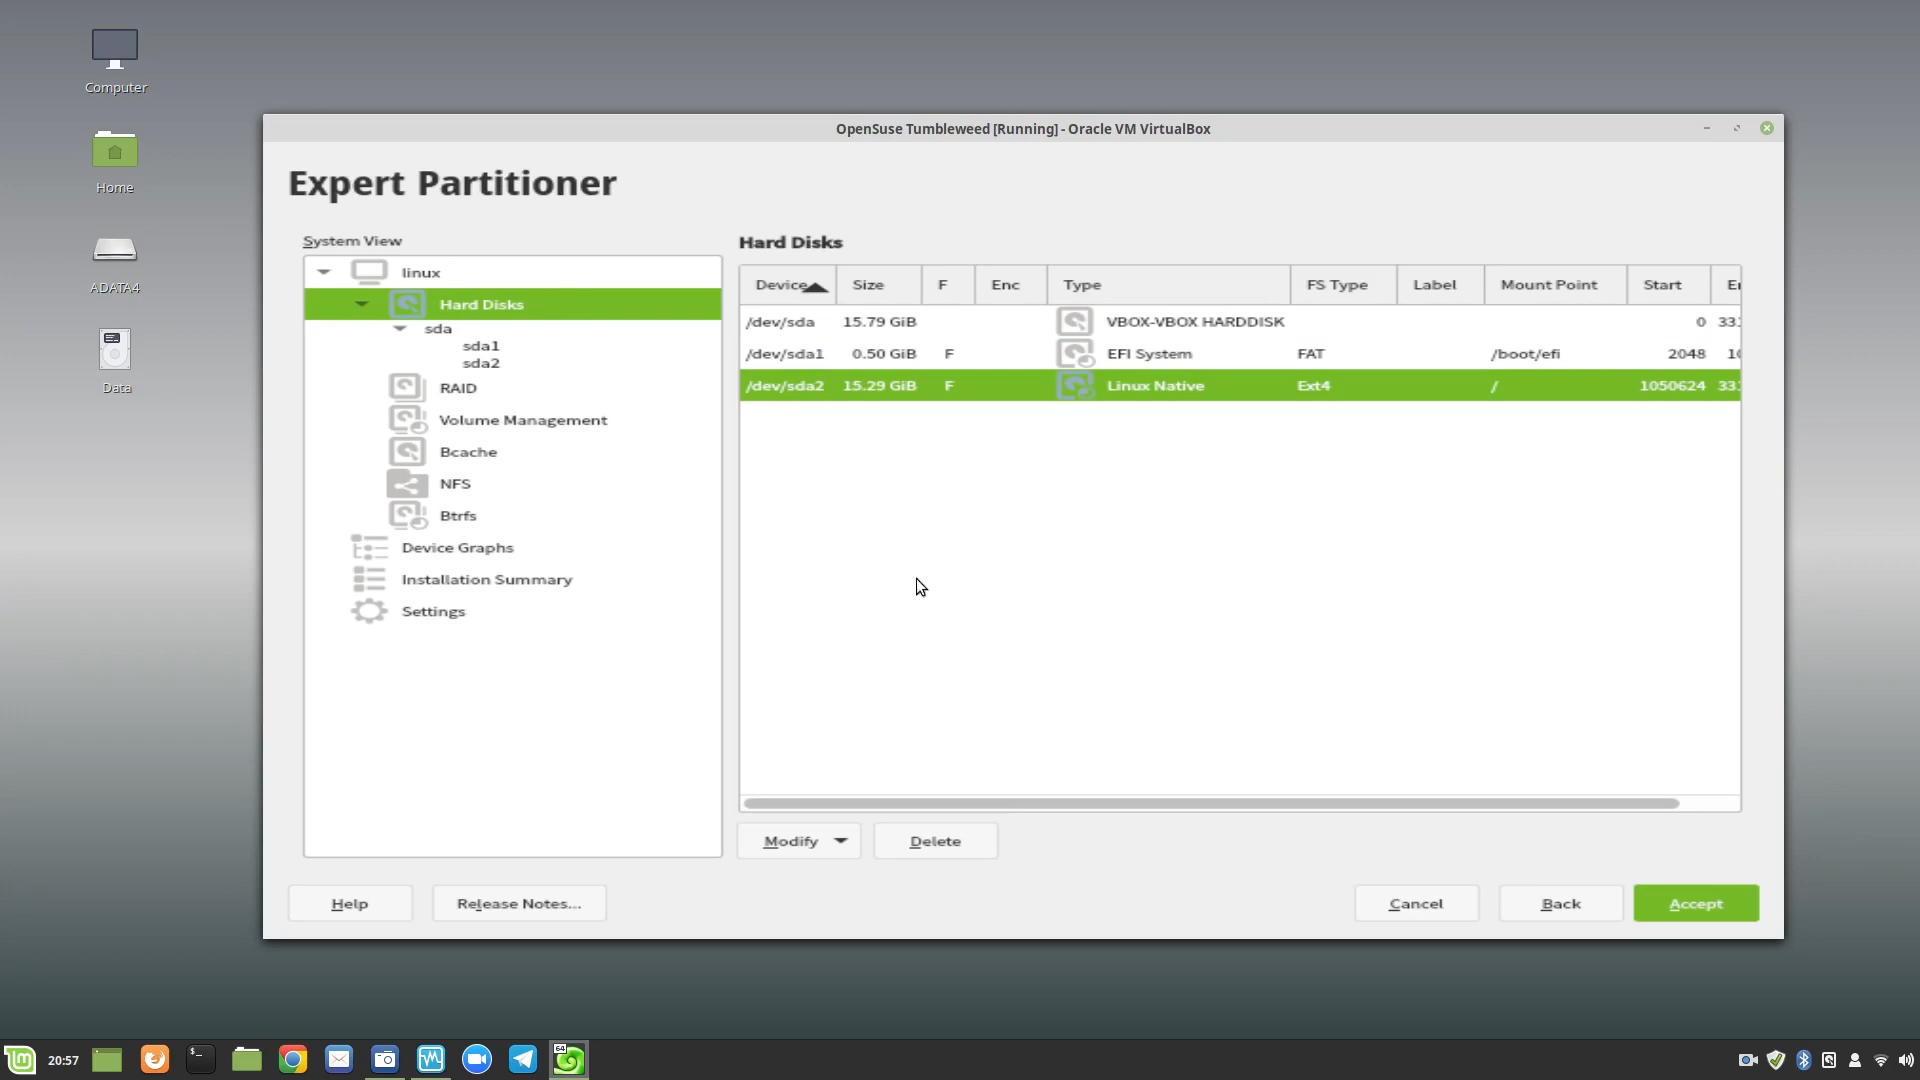 Computer
Home
ADATA4
Data
OpenSuse Tumbleweed [Running] - Oracle VM VirtualBox
Expert Partitioner
System View
linux
Hard Disks
sda
sda1
sda2
RAID
Volume Management
Bcache
NFS
Btrfs
Device Graphs
Installation Summary
Settings
Hard Disks
Device Size F Enc Type FS Type Label Mount Point Start
/dev/sda 15.79 GiB VBOX-VBOX HARDDISK 0 33
/dev/sda1 0.50 GiB F EFI System FAT /boot/efi 2048
/dev/sda2 15.29 GiB F Linux Native Ext4 / 1050624 33
Modify Delete
Help Release Notes... Cancel Back Accept
20:57
64